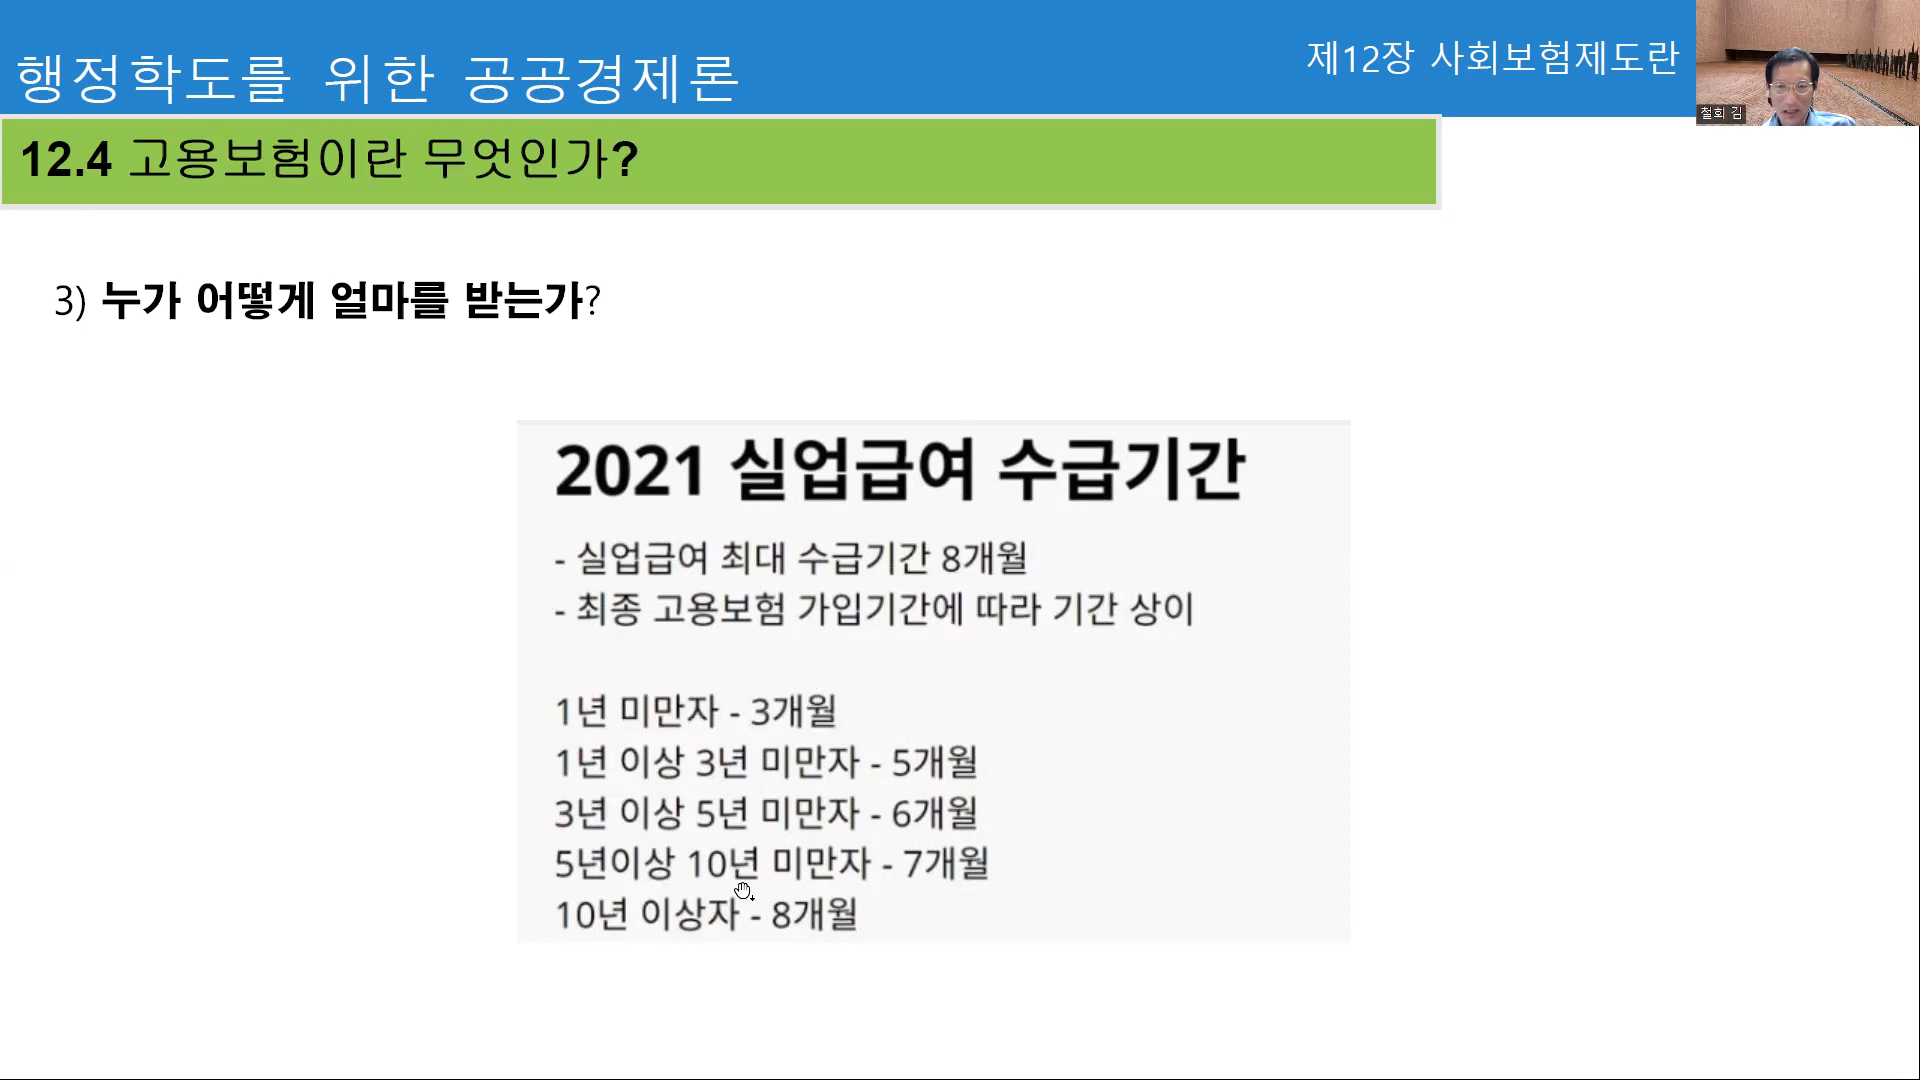 행정학도를 위한 공공경제론
제12장 사회보험제도란
철희 김
12.4 고용보험이란 무엇인가?
3) 누가 어떻게 얼마를 받는가?
2021 실업급여 수급기간
- 실업급여 최대 수급기간 8개월
- 최종 고용보험 가입기간에 따라 기간 상이
1년 미만자 - 3개월
1년 이상 3년 미만자 - 5개월
3년 이상 5년 미만자 - 6개월
5년이상 10년 미만자 - 7개월
10년 이상자 - 8개월